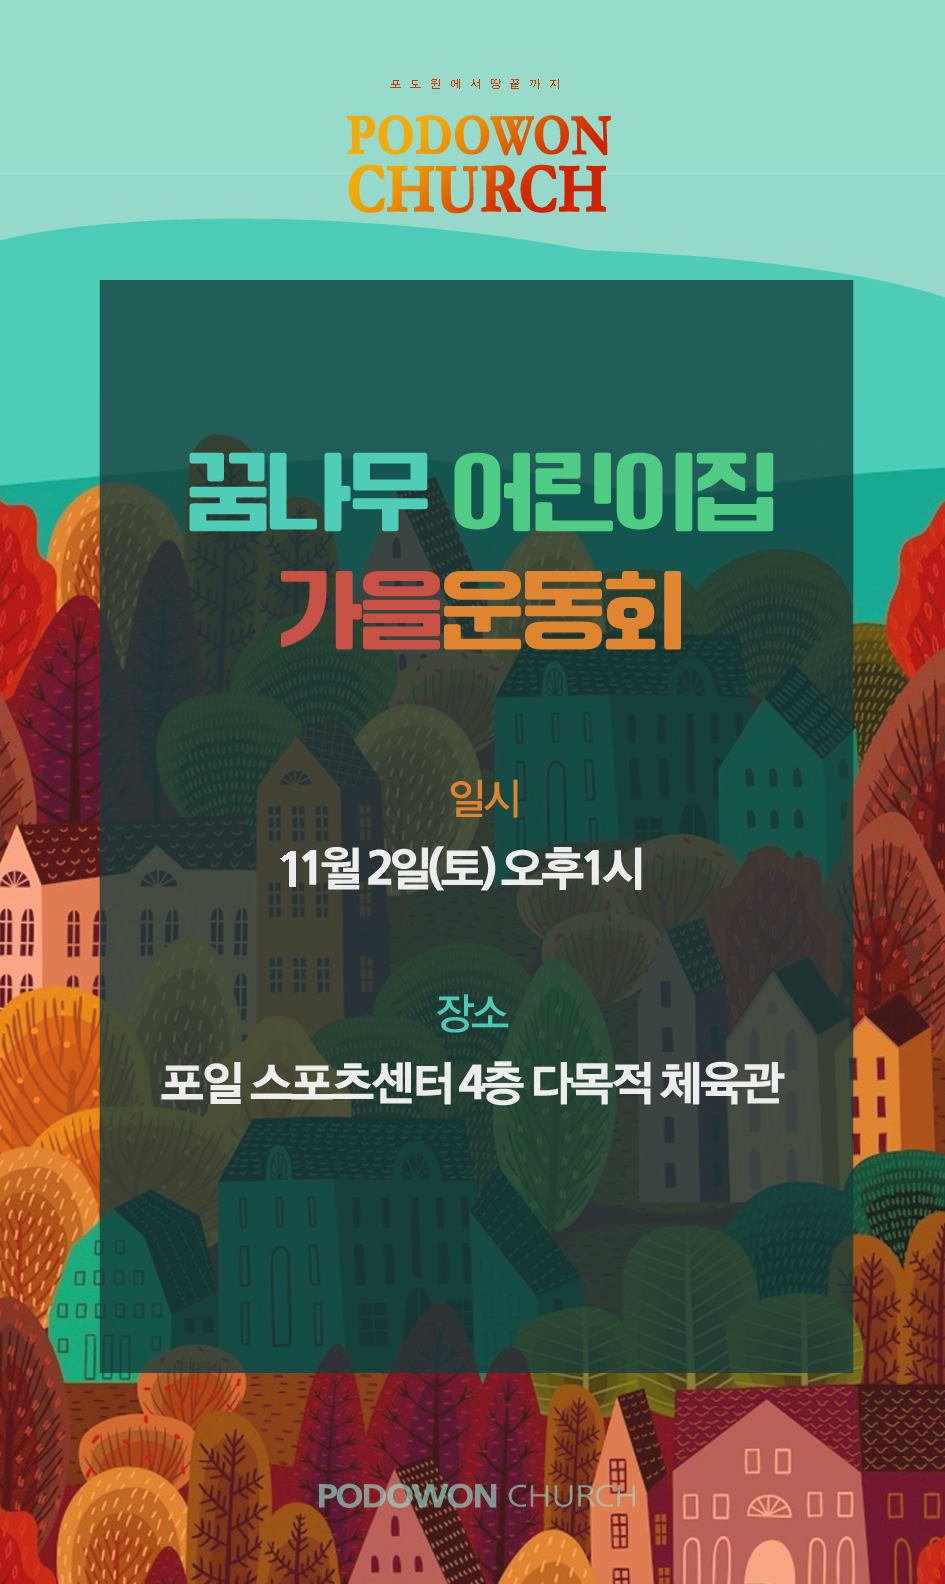 포도원에서땅끝까지
PODOWON
CHURCH
꿈나무 어린이집
가을운동회
일시
11월 2일(토) 오후1시
장소
포일 스포츠센터 4층 다목적 체육관
PODOWON CHURCH